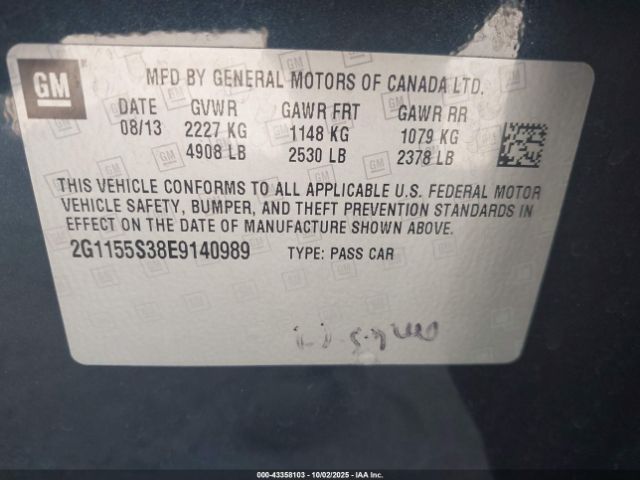 GM
MFD BY GENERAL MOTORS OF CANADA LTD.
DATE GVWR GAWR FRT GAWR RR
08/13 2227 KG 1148 KG 1079 KG
4908 LB 2530 LB 2378 LB
THIS VEHICLE CONFORMS TO ALL APPLICABLE U.S. FEDERAL MOTOR
VEHICLE SAFETY, BUMPER, AND THEFT PREVENTION STANDARDS IN
EFFECT ON THE DATE OF MANUFACTURE SHOWN ABOVE.
2G1155S38E9140989 TYPE: PASS CAR
000-43358103 - 10/02/2025 - IAA Inc.